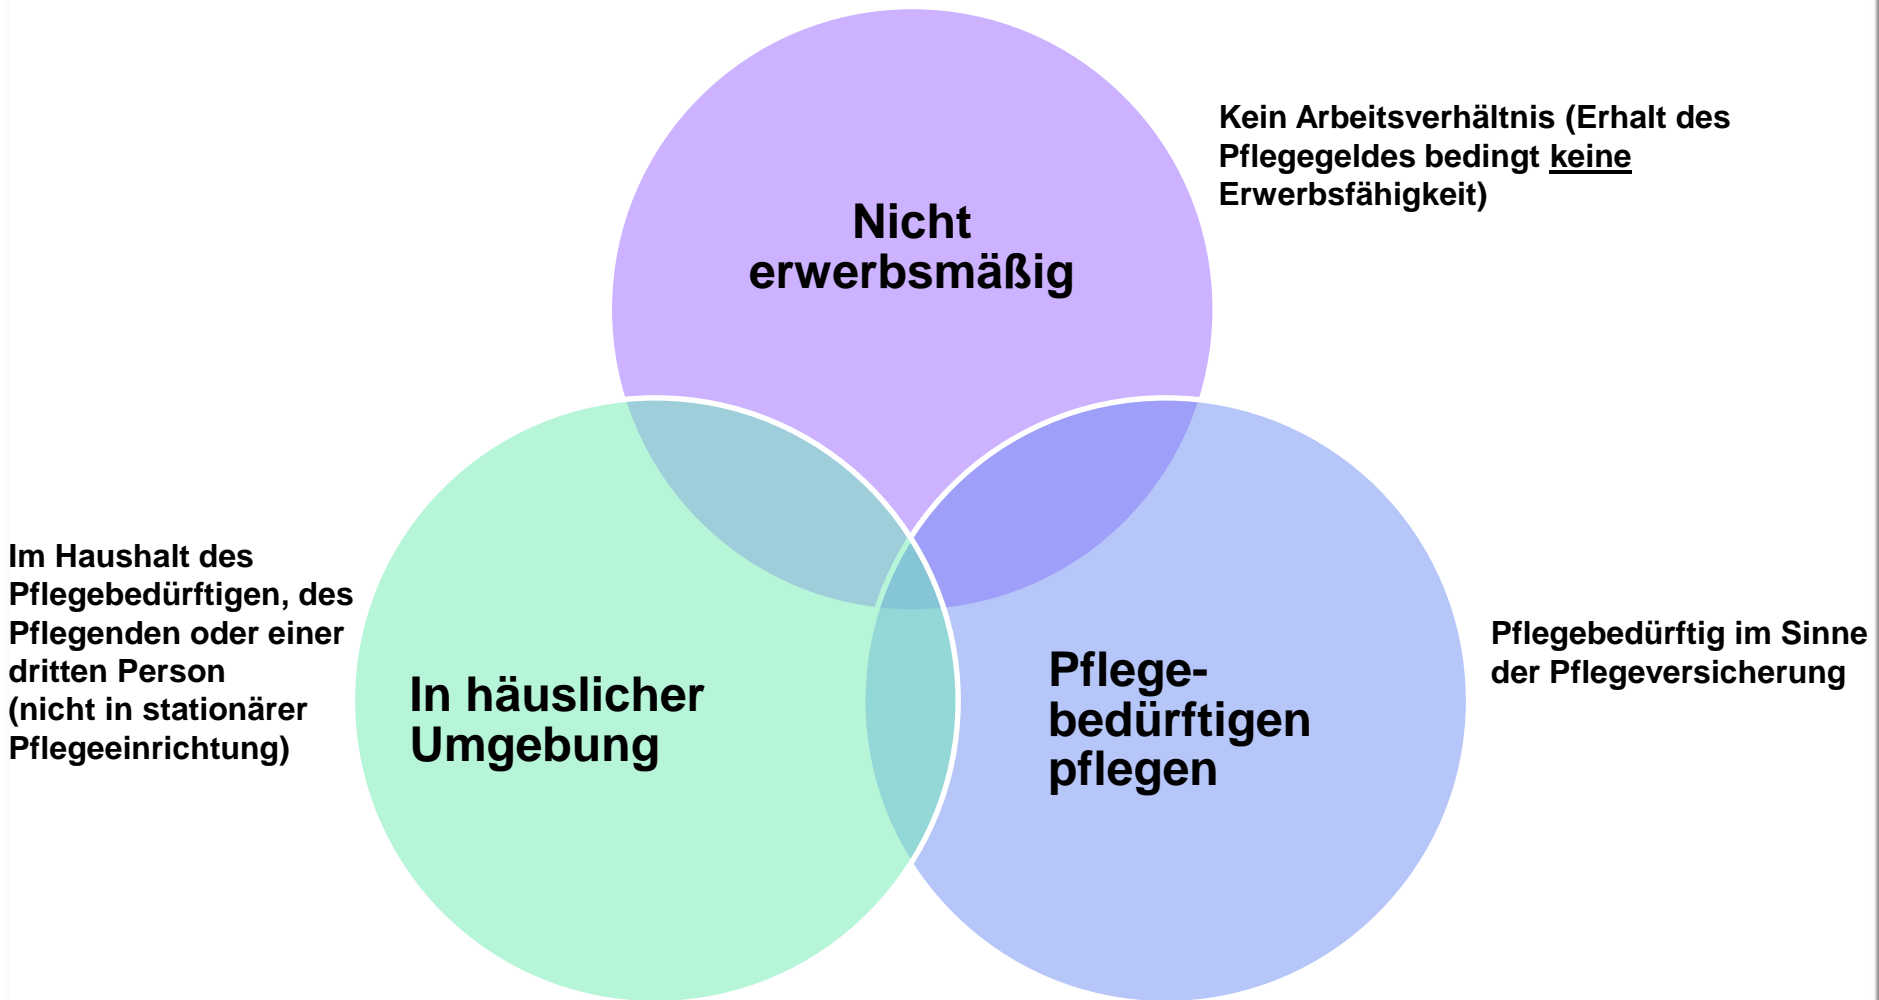 Nicht
erwerbsmäßig
Kein Arbeitsverhältnis (Erhalt des
Pflegegeldes bedingt keine
Erwerbsfähigkeit)
In häuslicher
Umgebung
Im Haushalt des
Pflegebedürftigen, des
Pflegenden oder einer
dritten Person
(nicht in stationärer
Pflegeeinrichtung)
Pflege-
bedürftigen
pflegen
Pflegebedürftig im Sinne
der Pflegeversicherung